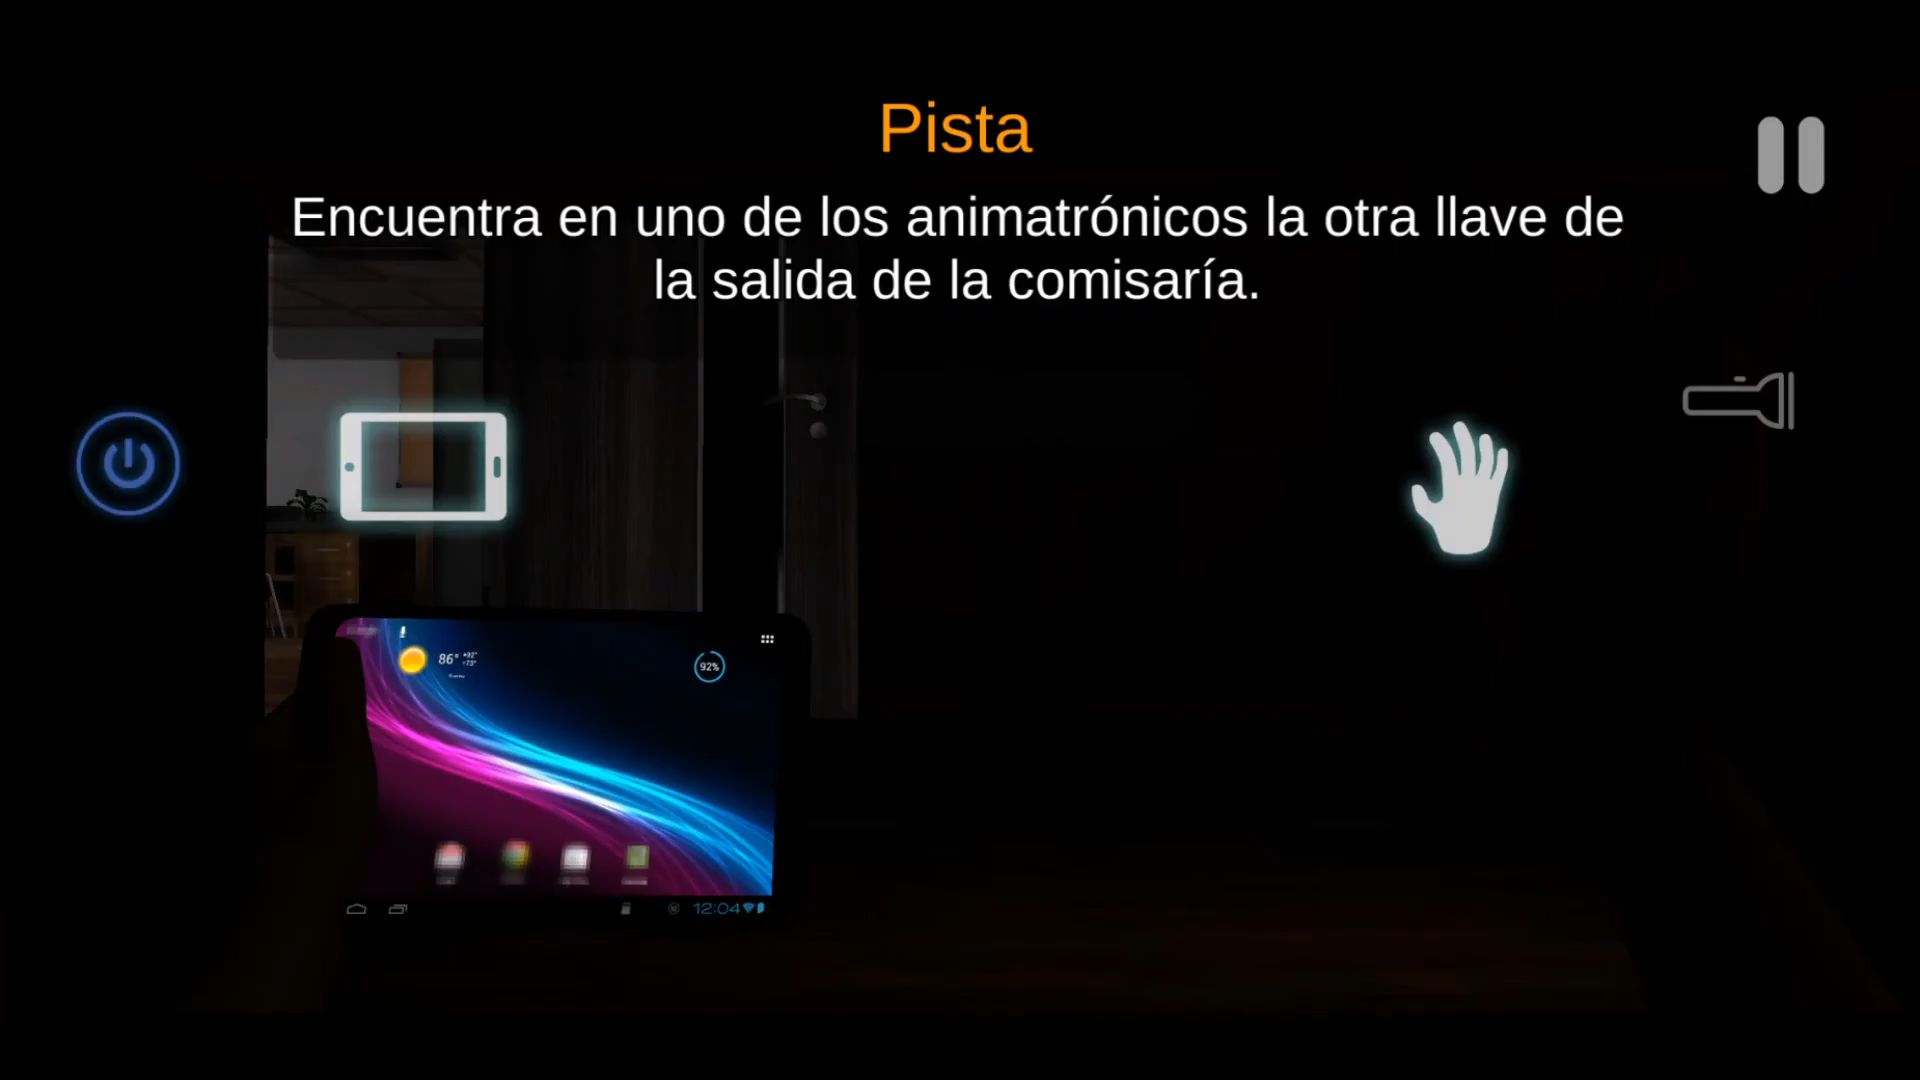 Pista
Encuentra en uno de los animatrónicos la otra llave de
la salida de la comisaría.
86°
92%
12:04